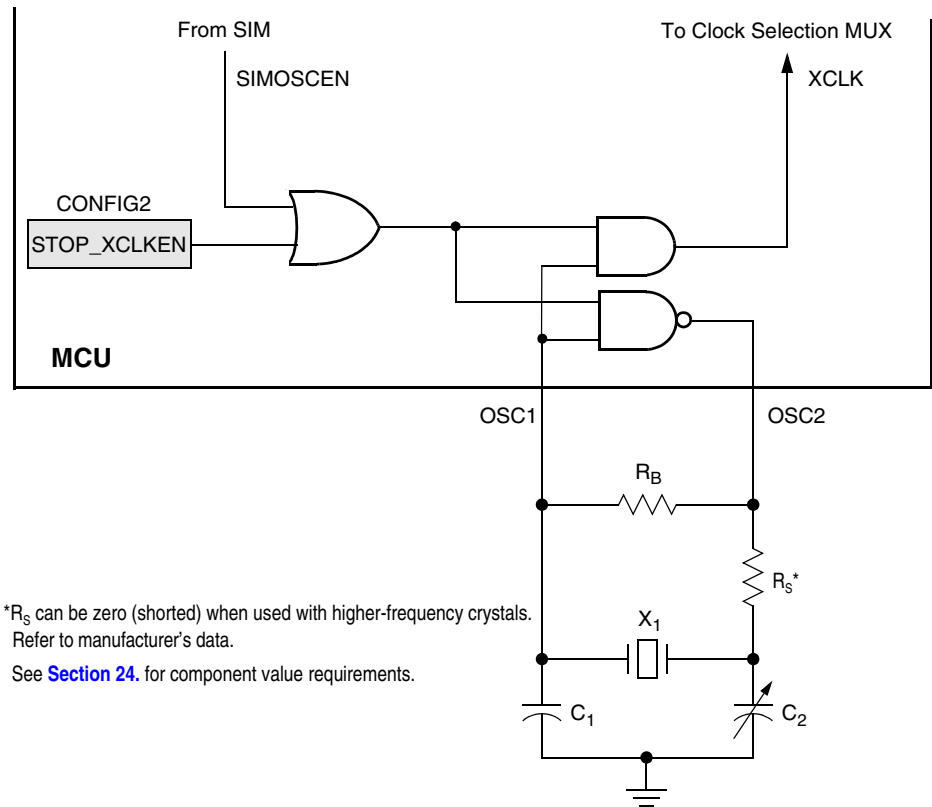 From SIM
To Clock Selection MUX
SIMOSCEN
XCLK
CONFIG2
STOP_XCLKEN
MCU
OSC1
OSC2
RB
RS*
*RS can be zero (shorted) when used with higher-frequency crystals.
Refer to manufacturer's data.
X1
See Section 24. for component value requirements.
C1
C2